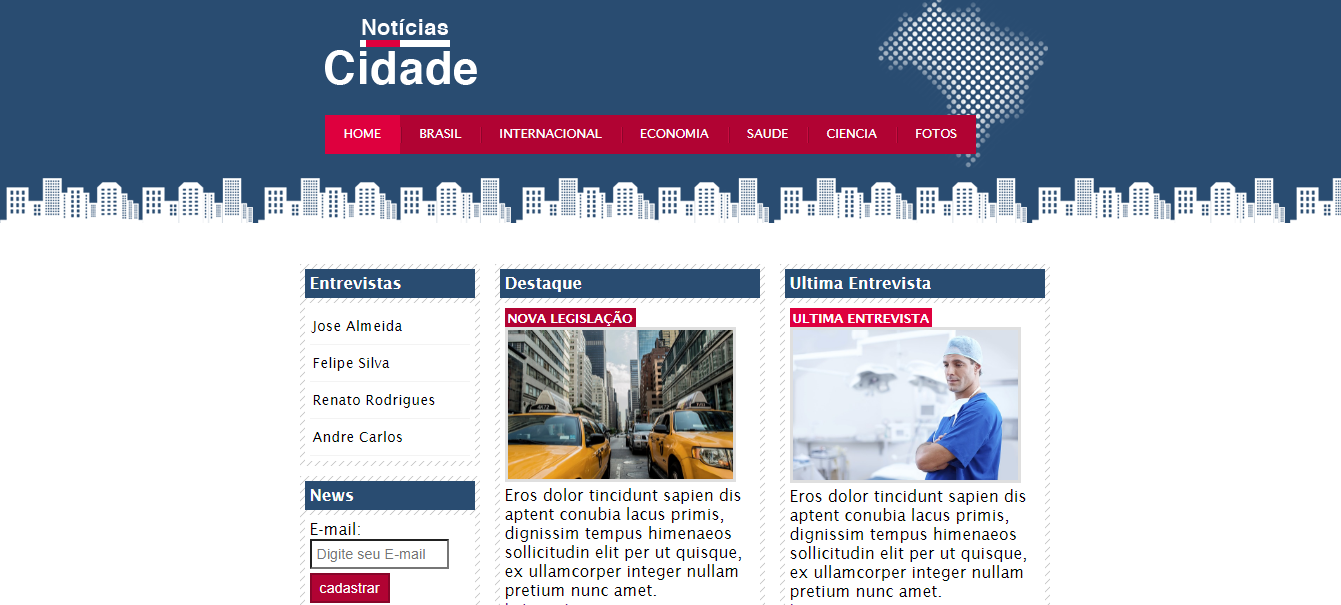 Notícias
Cidade
HOME BRASIL INTERNACIONAL ECONOMIA SAUDE CIENCIA FOTOS
Entrevistas
Jose Almeida
Felipe Silva
Renato Rodrigues
Andre Carlos
News
E-mail:
Digite seu E-mail
cadastrar
Destaque
NOVA LEGISLAÇÃO
Eros dolor tincidunt sapien dis
aptent conubia lacus primis,
dignissim tempus himenaeos
sollicitudin elit per ut quisque,
ex ullamcorper integer nullam
pretium nunc amet.
Ultima Entrevista
ULTIMA ENTREVISTA
Eros dolor tincidunt sapien dis
aptent conubia lacus primis,
dignissim tempus himenaeos
sollicitudin elit per ut quisque,
ex ullamcorper integer nullam
pretium nunc amet.